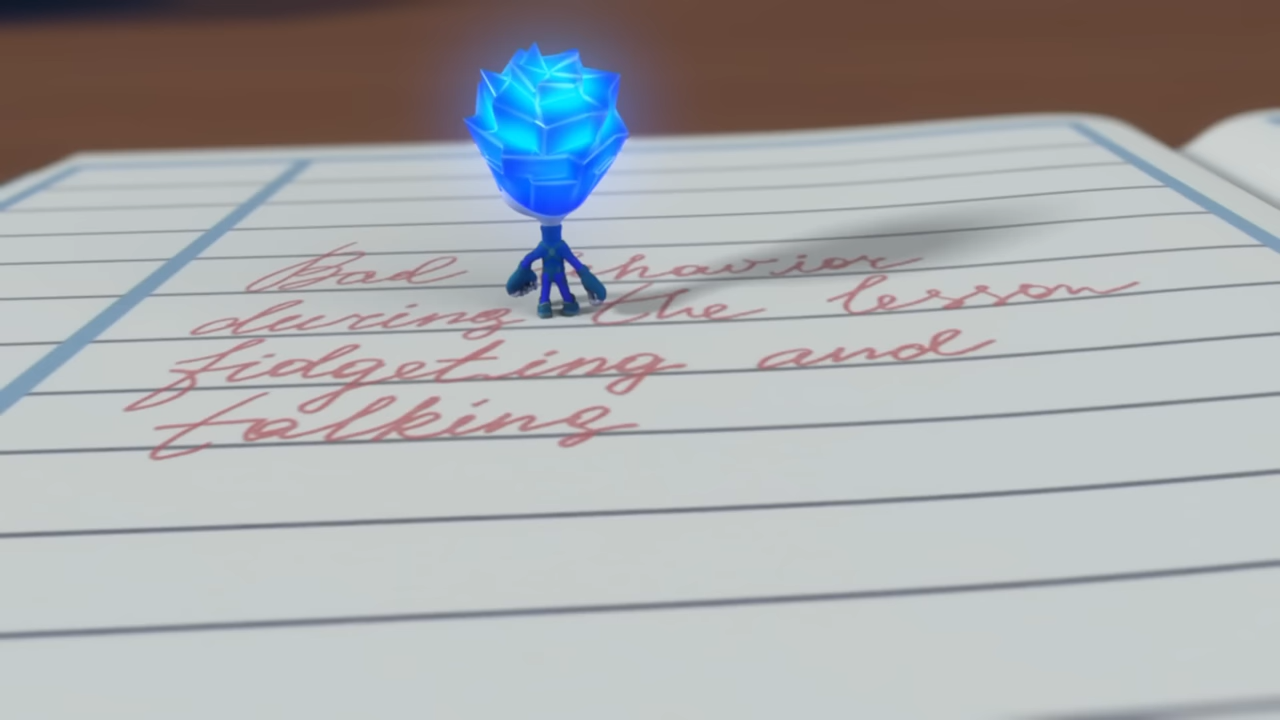 Bad behavior
during the lesson
fidgeting and
talking